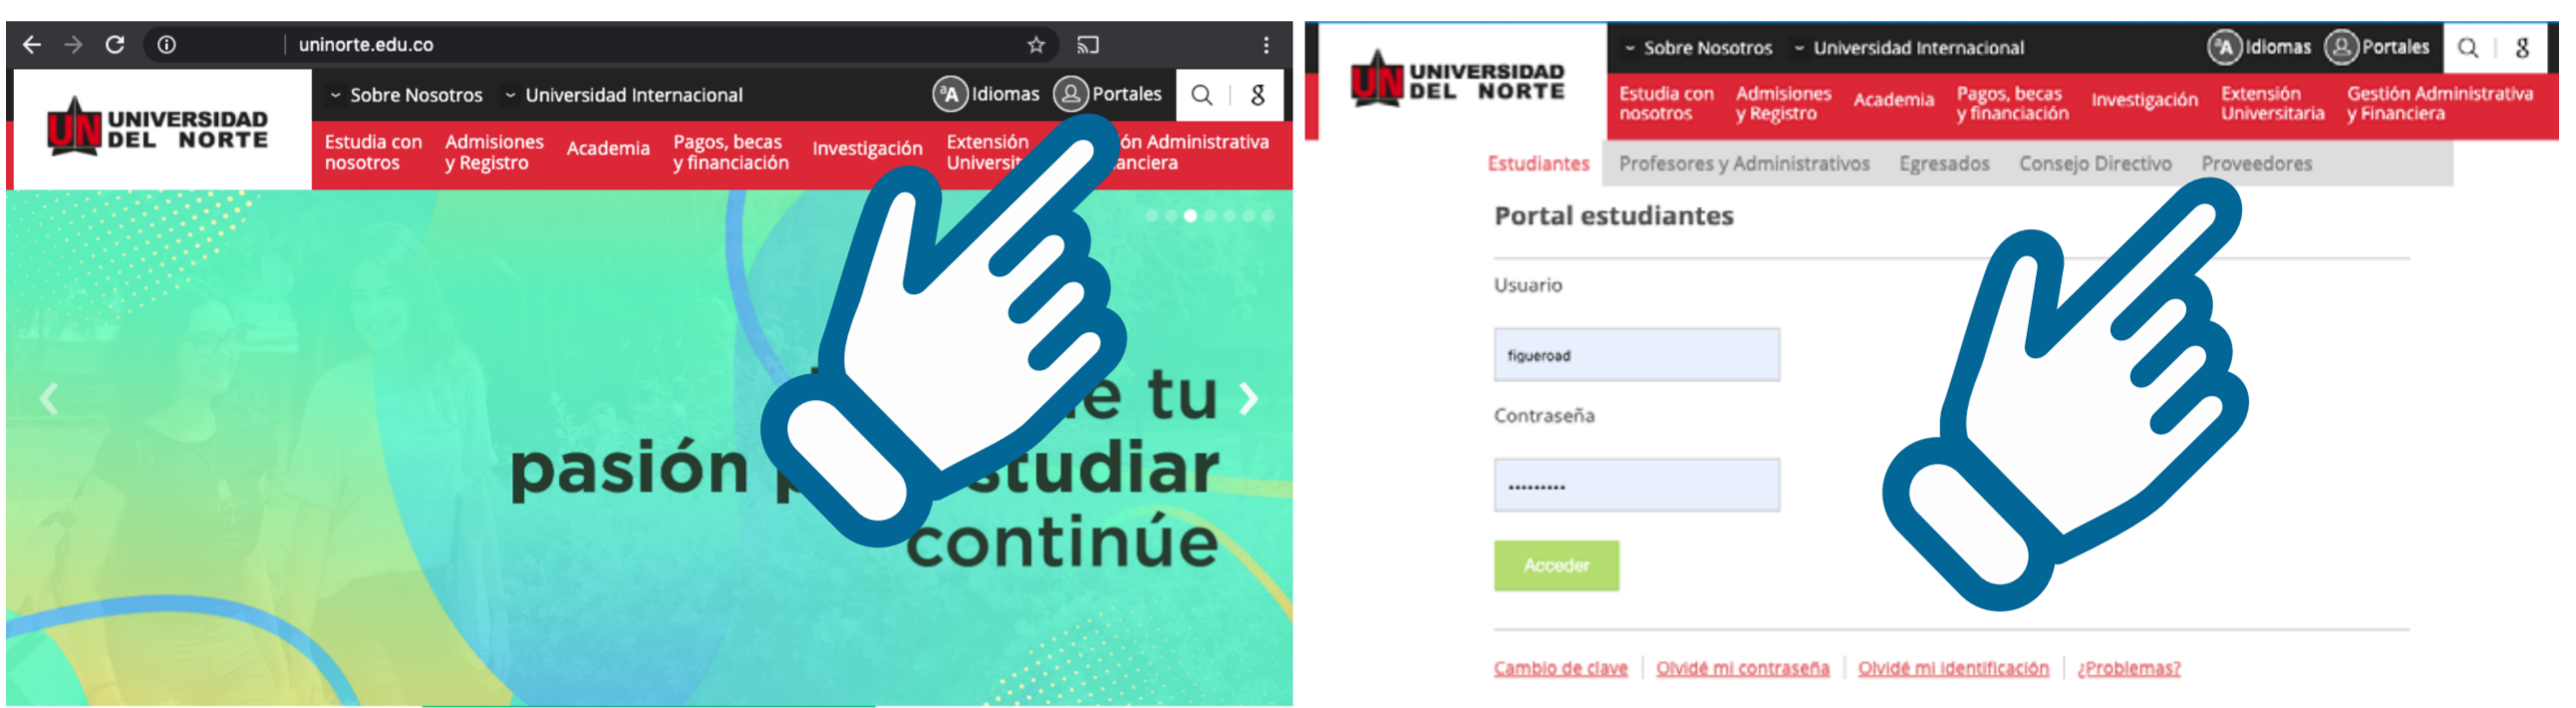 uninorte.edu.co
UNIVERSIDAD
DEL NORTE
Sobre Nosotros Universidad Internacional
ªA Idiomas Portales g
Estudia con nosotros
Admisiones y Registro
Academia
Pagos, becas y financiación
Investigación
Extensión
Administrativa
tu
pasión
continúe
UNIVERSIDAD
DEL NORTE
Sobre Nosotros Universidad Internacional
ªA Idiomas Portales g
Estudia con nosotros
Admisiones y Registro
Academia
Pagos, becas y financiación
Investigación
Extensión Universitaria
Gestión Administrativa y Financiera
Estudiantes Profesores y Administrativos Egresados Consejo Directivo Proveedores
Portal estudiantes
Usuario
figueroad
Contraseña
Acceder
Cambio de clave Olvidé mi contraseña Olvidé mi identificación ¿Problemas?